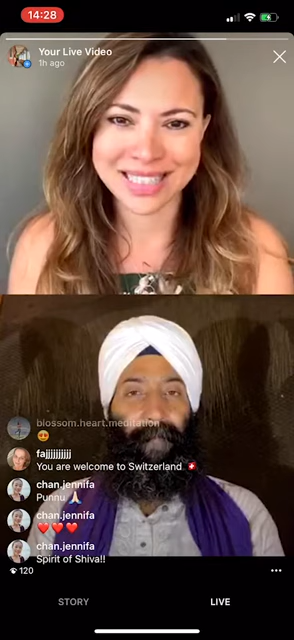 14:28
Your Live Video
1h ago
blossom.heart.meditation
😍
fajjjjjjjjjj
You are welcome to Switzerland 🇨🇭
chan.jennifa
Punnu 🙏🏻
chan.jennifa
❤️❤️❤️
chan.jennifa
Spirit of Shiva!!
120
STORY
LIVE